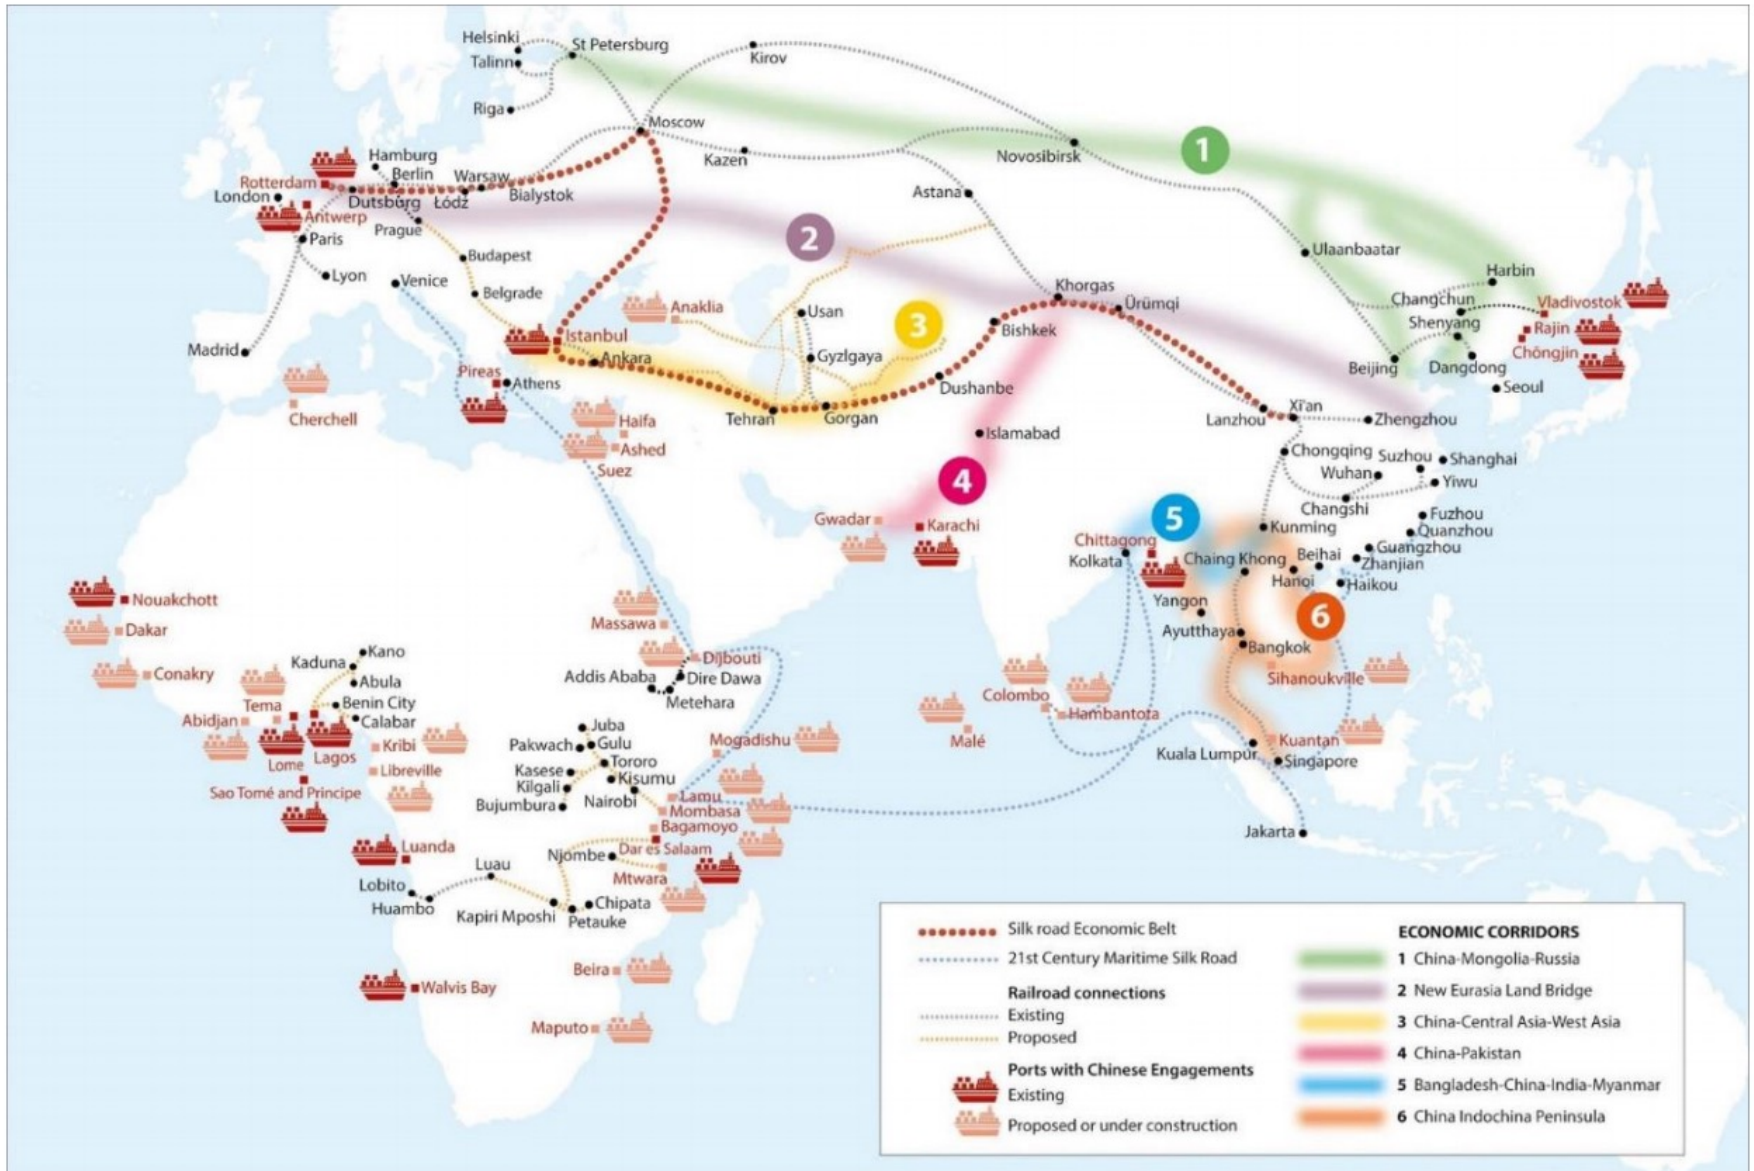 Helsinki
St Petersburg
Talinn
Kirov
Riga
Moscow
Kazen
Novosibirsk
1
Hamburg
Berlin
Warsaw
Rotterdam
London
Dutsburg
Łódź
Bialystok
Astana
Antwerp
Prague
Paris
2
Ulaanbaatar
Budapest
Lyon
Venice
Harbin
Khorgas
Belgrade
Anaklia
Usan
Ürümqi
Changchun
Vladivostok
3
Shenyang
Rajin
Istanbul
Bishkek
Madrid
Ankara
Gyzlgaya
Chōngjin
Pireas
Athens
Beijing
Dangdong
Dushanbe
Seoul
Cherchell
Haifa
Tehran
Gorgan
Lanzhou
Xi'an
Zhengzhou
Islamabad
Ashed
Suez
Chongqing
Suzhou
Shanghai
Wuhan
Yiwu
4
Changshi
Gwadar
Karachi
5
Fuzhou
Kunming
Quanzhou
Chittagong
Kolkata
Chaing Khong
Beihai
Guangzhou
Zhanjian
Hanoi
Haikou
Nouakchott
Yangon
6
Dakar
Massawa
Ayutthaya
Bangkok
Kano
Kaduna
Dijbouti
Conakry
Abula
Addis Ababa
Dire Dawa
Sihanoukville
Metehara
Colombo
Tema
Benin City
Hambantota
Abidjan
Calabar
Juba
Malé
Kribi
Pakwach
Gulu
Mogadishu
Kuantan
Lome
Lagos
Kuala Lumpur
Singapore
Libreville
Tororo
Kasese
Kisumu
Sao Tomé and Principe
Kilgali
Bujumbura
Nairobi
Lamu
Mombasa
Bagamoyo
Jakarta
Luanda
Dar es Salaam
Njombe
Luau
Mtwara
Lobito
Huambo
Kapiri Mposhi
Chipata
Petauke
Beira
Walvis Bay
Maputo
Silk road Economic Belt
21st Century Maritime Silk Road
Railroad connections
Existing
Proposed
Ports with Chinese Engagements
Existing
Proposed or under construction
ECONOMIC CORRIDORS
1 China-Mongolia-Russia
2 New Eurasia Land Bridge
3 China-Central Asia-West Asia
4 China-Pakistan
5 Bangladesh-China-India-Myanmar
6 China Indochina Peninsula